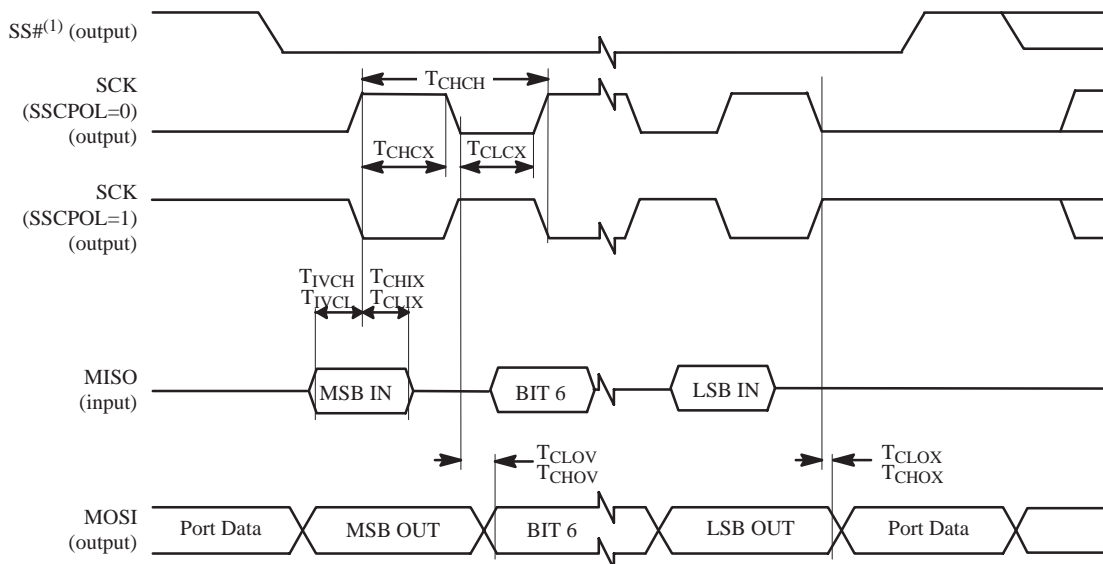 SS#(1) (output)
SCK
(SSCPOL=0)
(output)
TCHCH
TCHCX
TCLCX
SCK
(SSCPOL=1)
(output)
TIVCH
TIVCL
TCHIX
TCLIX
MISO
(input)
MSB IN
BIT 6
LSB IN
TCLOV
TCHOV
TCLOX
TCHOX
MOSI
(output)
Port Data
MSB OUT
BIT 6
LSB OUT
Port Data